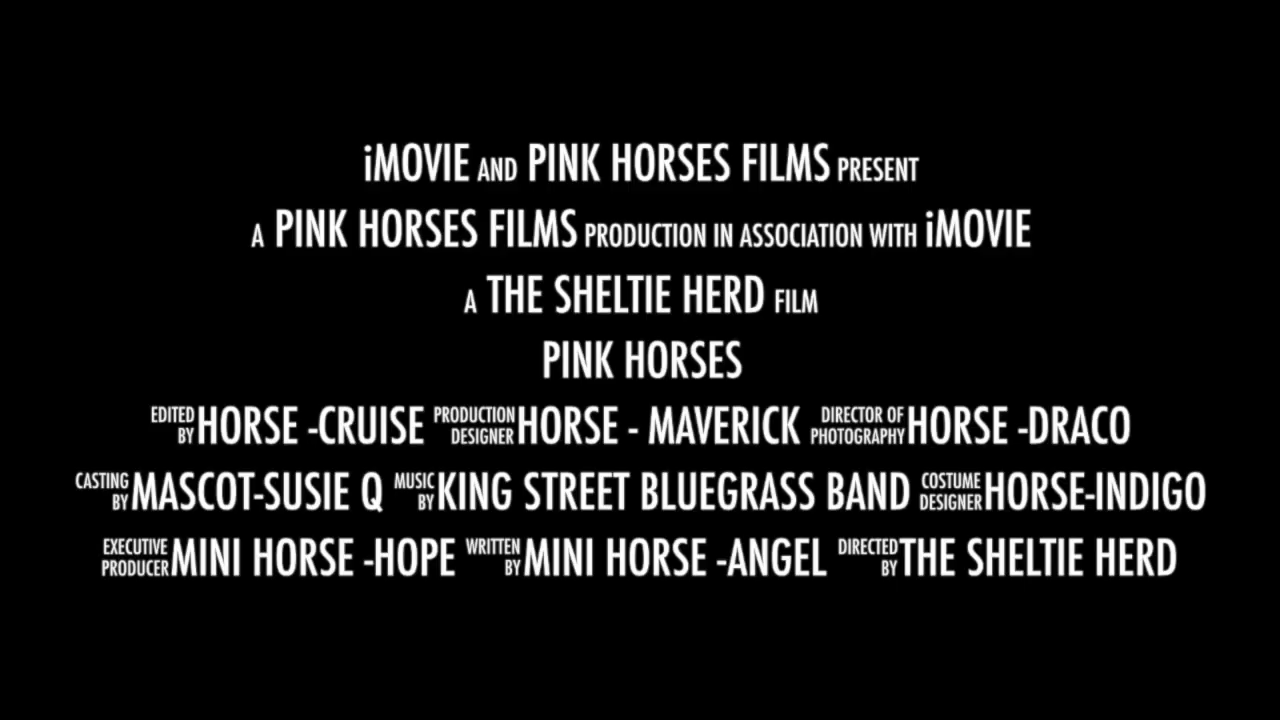 iMOVIE AND PINK HORSES FILMS PRESENT
A PINK HORSES FILMS PRODUCTION IN ASSOCIATION WITH iMOVIE
A THE SHELTIE HERD FILM
PINK HORSES
EDITED BY HORSE -CRUISE PRODUCTION DESIGNER HORSE - MAVERICK DIRECTOR OF PHOTOGRAPHY HORSE -DRACO
CASTING BY MASCOT-SUSIE Q MUSIC BY KING STREET BLUEGRASS BAND COSTUME DESIGNER HORSE-INDIGO
EXECUTIVE PRODUCER MINI HORSE -HOPE WRITTEN BY MINI HORSE -ANGEL DIRECTED BY THE SHELTIE HERD